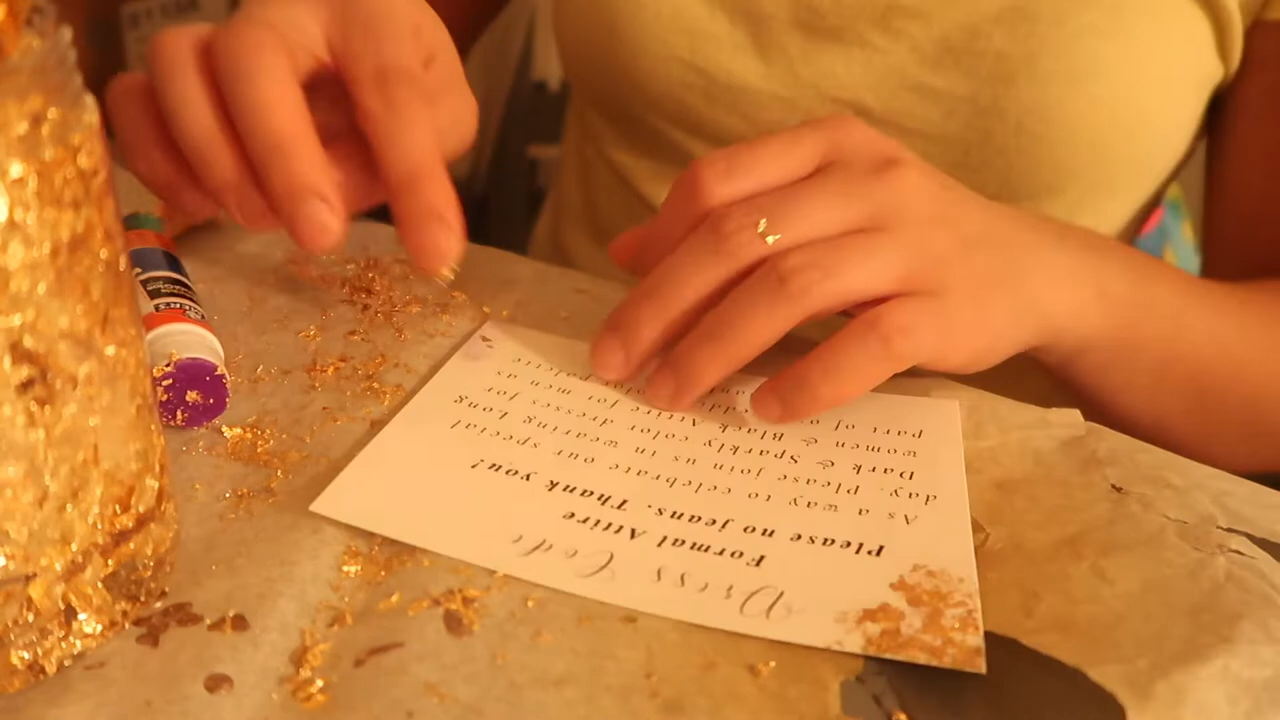 Dress Code
Formal Attire
Please no jeans. Thank you!
As a way to celebrate our special
day, please join us in wearing Long
Dark & Sparkly color dresses for
women & Black Attire for men as
part of